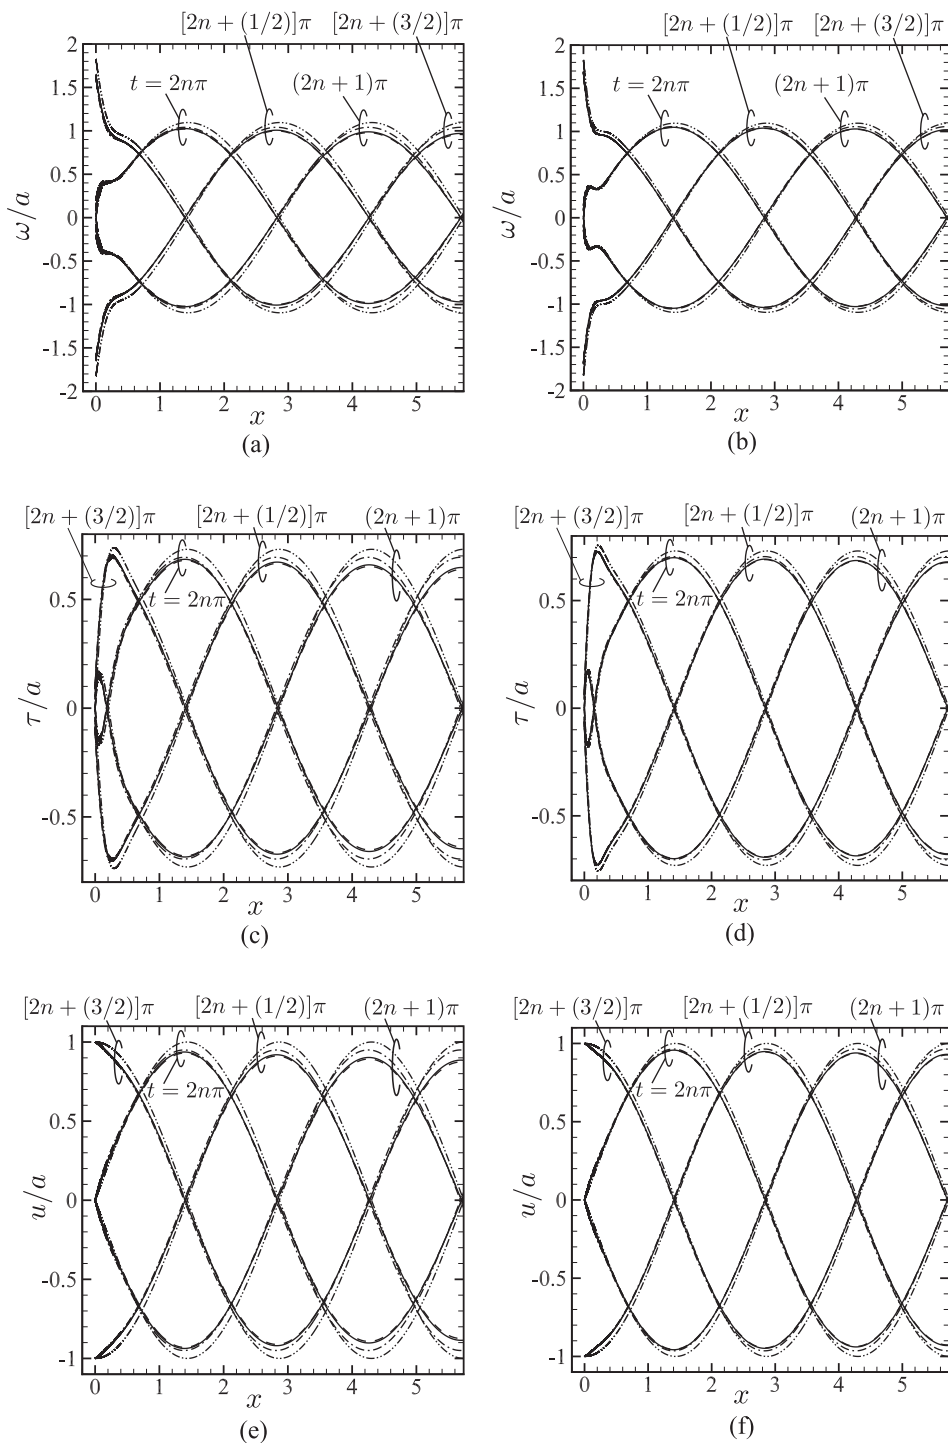 [2n + (1/2)]π [2n + (3/2)]π
t = 2nπ (2n + 1)π
2
1.5
1
0.5
0
-0.5
-1
-1.5
-2
ω/a
0 1 2 3 4 5
x
(a)
[2n + (1/2)]π [2n + (3/2)]π
t = 2nπ (2n + 1)π
2
1.5
1
0.5
0
-0.5
-1
-1.5
-2
ω/a
0 1 2 3 4 5
x
(b)
[2n + (3/2)]π [2n + (1/2)]π (2n + 1)π
t = 2nπ
0.5
0
-0.5
τ/a
0 1 2 3 4 5
x
(c)
[2n + (3/2)]π [2n + (1/2)]π (2n + 1)π
t = 2nπ
0.5
0
-0.5
τ/a
0 1 2 3 4 5
x
(d)
[2n + (3/2)]π [2n + (1/2)]π (2n + 1)π
t = 2nπ
1
0.5
0
-0.5
-1
u/a
0 1 2 3 4 5
x
(e)
[2n + (3/2)]π [2n + (1/2)]π (2n + 1)π
t = 2nπ
1
0.5
0
-0.5
-1
u/a
0 1 2 3 4 5
x
(f)